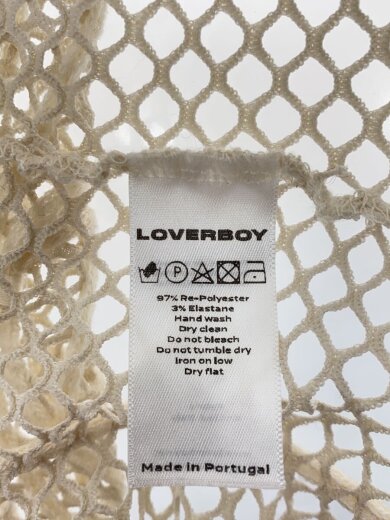 LOVERBOY
P
97% Re-Polyester
3% Elastane
Hand wash
Dry clean
Do not bleach
Do not tumble dry
Iron on low
Dry flat
Made in Portugal